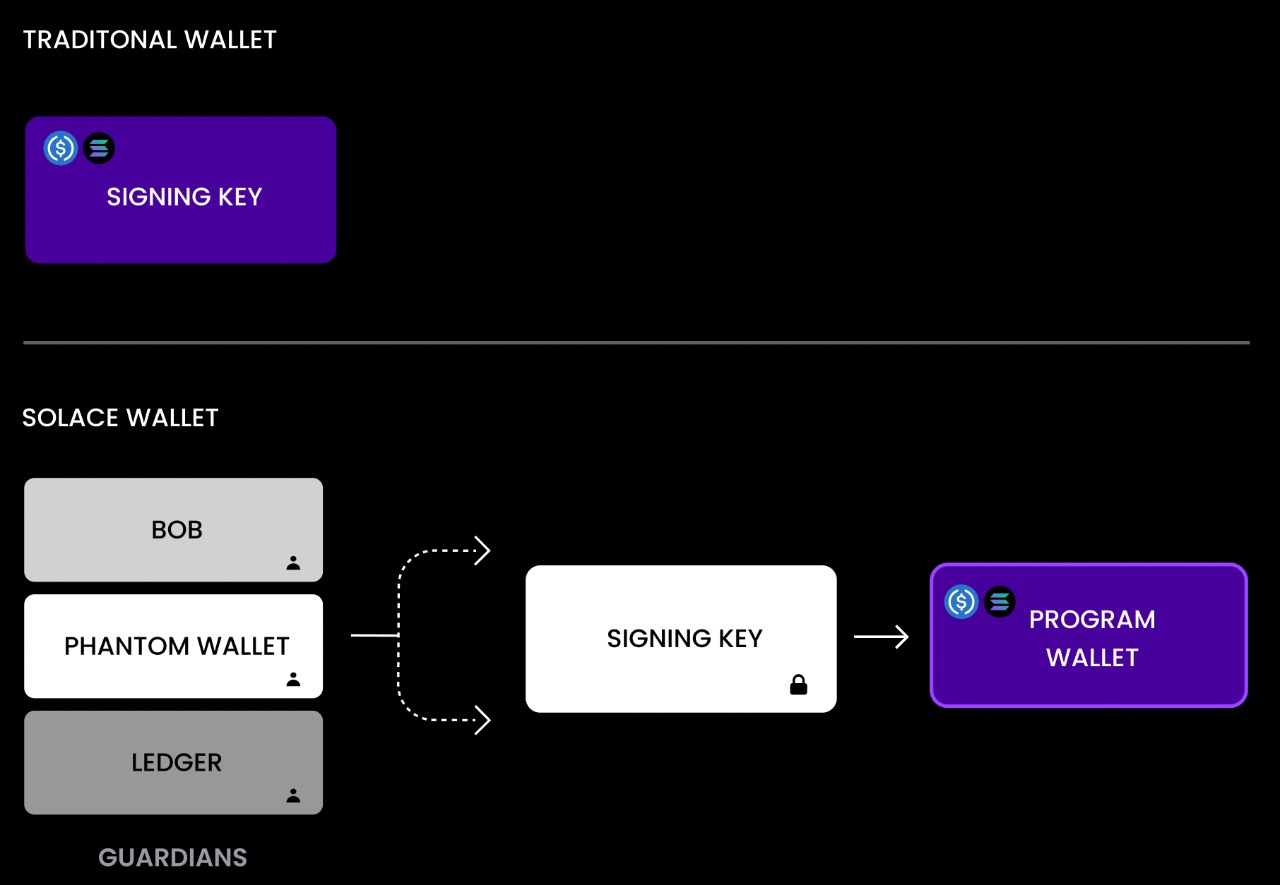 TRADITONAL WALLET
SIGNING KEY
SOLACE WALLET
BOB
PHANTOM WALLET
LEDGER
GUARDIANS
SIGNING KEY
PROGRAM
WALLET